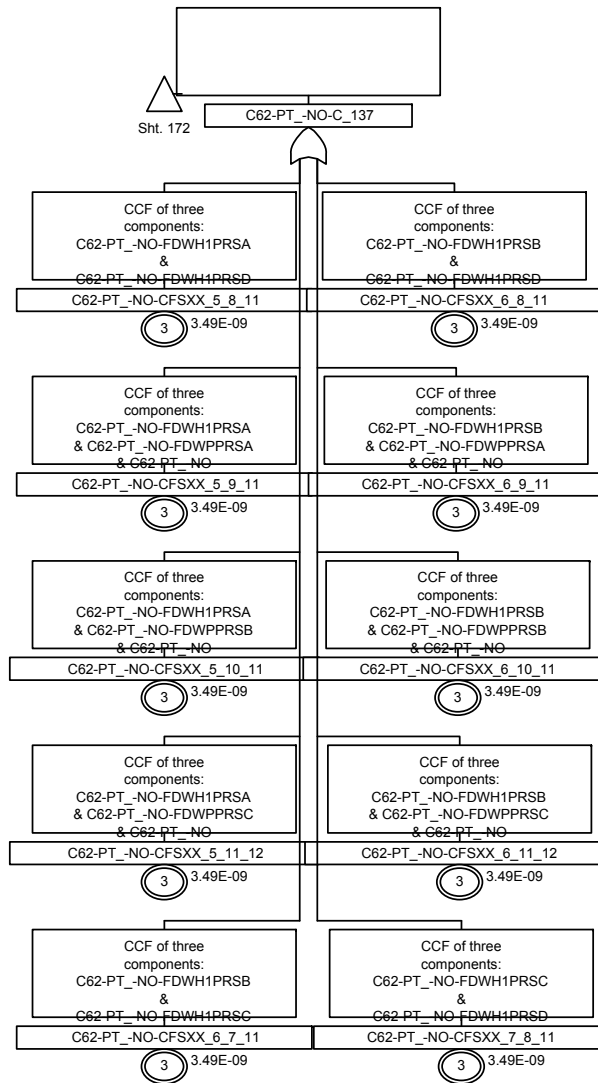 Sht. 172
C62-PT_-NO-C_137
CCF of three
components:
C62-PT_-NO-FDWH1PRSA
&
C62-PT_-NO-FDWH1PRSD
C62-PT_-NO-CFSXX_5_8_11
3
3.49E-09
CCF of three
components:
C62-PT_-NO-FDWH1PRSB
&
C62-PT_-NO-FDWH1PRSD
C62-PT_-NO-CFSXX_6_8_11
3
3.49E-09
CCF of three
components:
C62-PT_-NO-FDWH1PRSA
& C62-PT_-NO-FDWPPRSA
& C62-PT_-NO
C62-PT_-NO-CFSXX_5_9_11
3
3.49E-09
CCF of three
components:
C62-PT_-NO-FDWH1PRSB
& C62-PT_-NO-FDWPPRSA
& C62-PT_-NO
C62-PT_-NO-CFSXX_6_9_11
3
3.49E-09
CCF of three
components:
C62-PT_-NO-FDWH1PRSA
& C62-PT_-NO-FDWPPRSB
& C62-PT_-NO
C62-PT_-NO-CFSXX_5_10_11
3
3.49E-09
CCF of three
components:
C62-PT_-NO-FDWH1PRSB
& C62-PT_-NO-FDWPPRSB
& C62-PT_-NO
C62-PT_-NO-CFSXX_6_10_11
3
3.49E-09
CCF of three
components:
C62-PT_-NO-FDWH1PRSA
& C62-PT_-NO-FDWPPRSC
& C62-PT_-NO
C62-PT_-NO-CFSXX_5_11_12
3
3.49E-09
CCF of three
components:
C62-PT_-NO-FDWH1PRSB
& C62-PT_-NO-FDWPPRSC
& C62-PT_-NO
C62-PT_-NO-CFSXX_6_11_12
3
3.49E-09
CCF of three
components:
C62-PT_-NO-FDWH1PRSB
&
C62-PT_-NO-FDWH1PRSC
C62-PT_-NO-CFSXX_6_7_11
3
3.49E-09
CCF of three
components:
C62-PT_-NO-FDWH1PRSC
&
C62-PT_-NO-FDWH1PRSD
C62-PT_-NO-CFSXX_7_8_11
3
3.49E-09